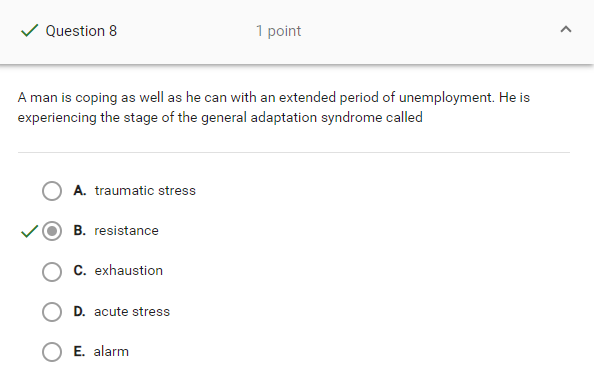 Question 8 1 point
A man is coping as well as he can with an extended period of unemployment. He is
experiencing the stage of the general adaptation syndrome called
A. traumatic stress
B. resistance
C. exhaustion
D. acute stress
E. alarm